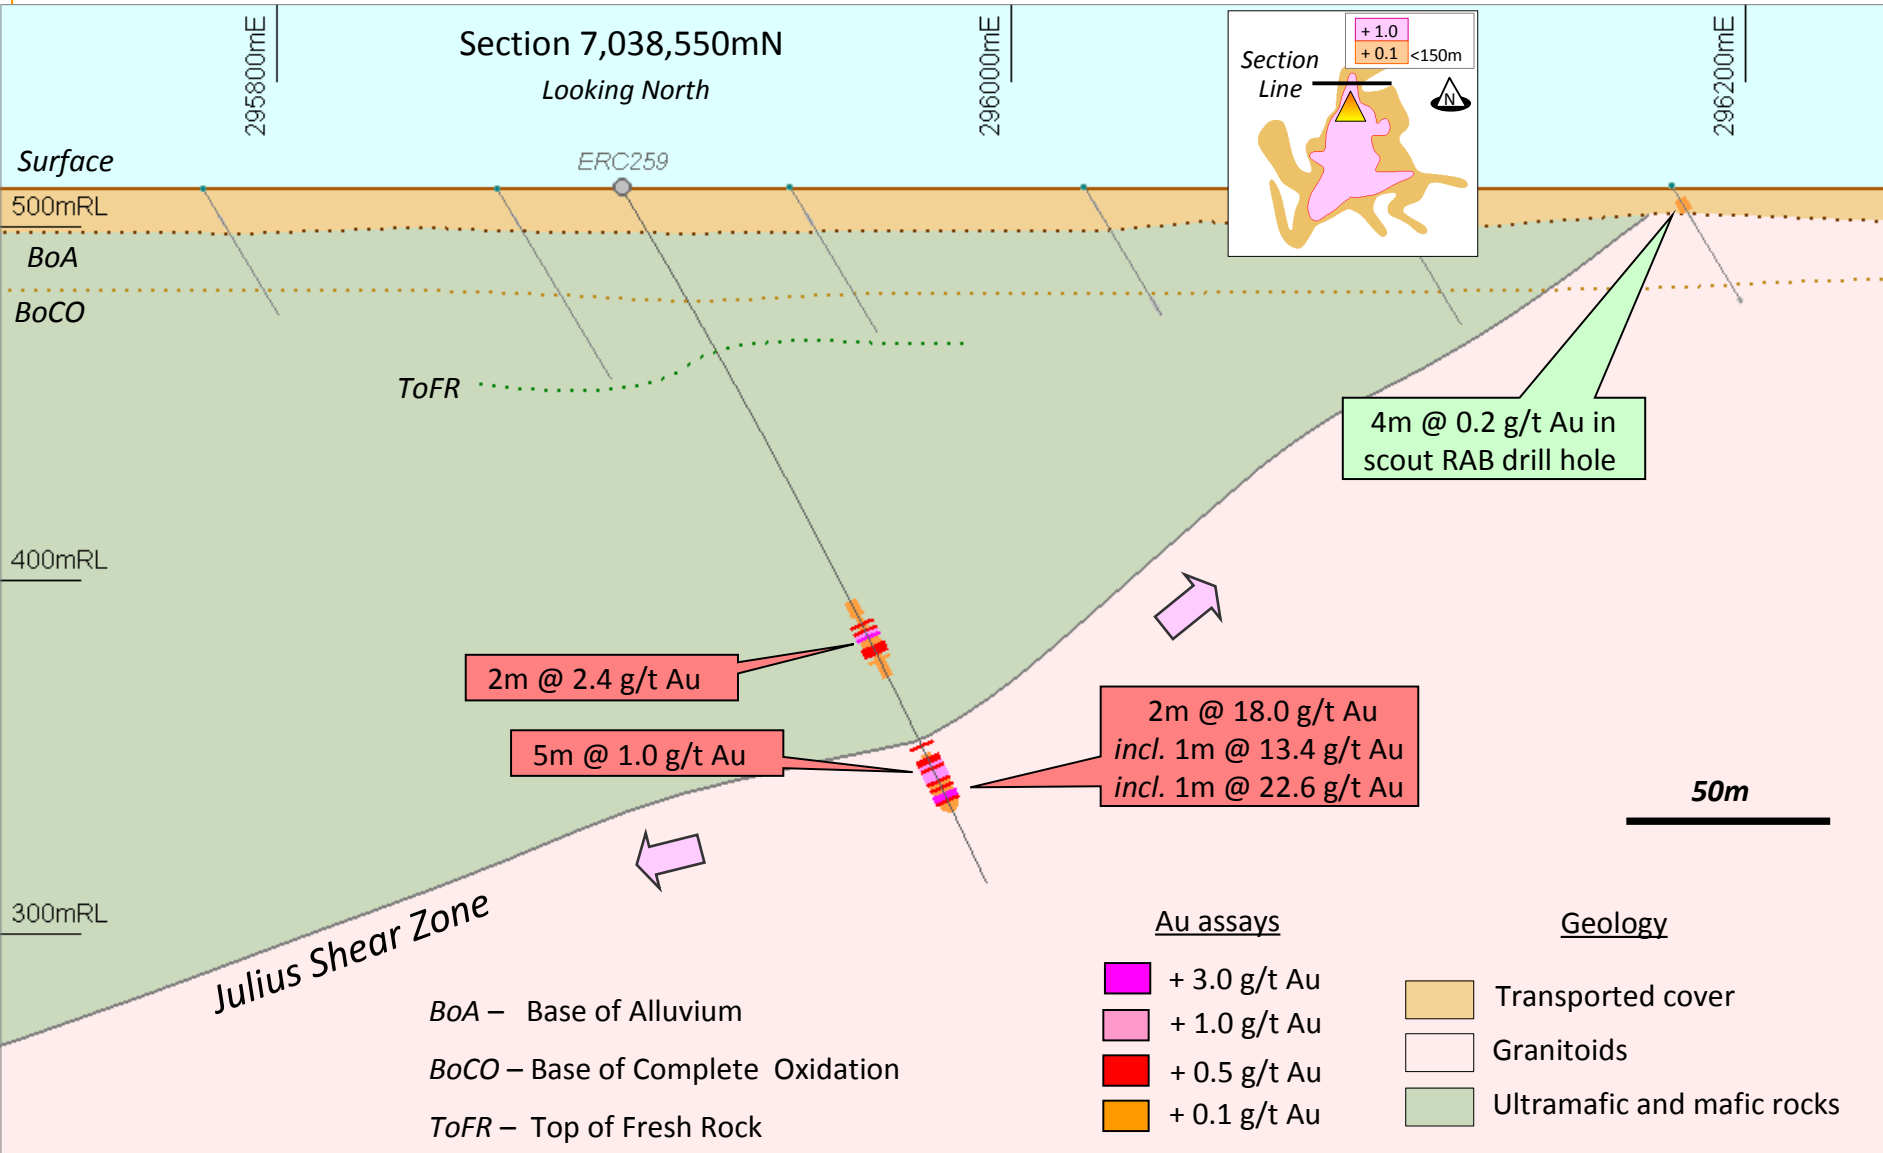 295800mE
Section 7,038,550mN
Looking North
296000mE
Section
Line
+ 1.0
+ 0.1 <150m
N
296200mE
Surface
ERC259
500mRL
BoA
BoCO
ToFR
4m @ 0.2 g/t Au in
scout RAB drill hole
400mRL
2m @ 2.4 g/t Au
5m @ 1.0 g/t Au
2m @ 18.0 g/t Au
incl. 1m @ 13.4 g/t Au
incl. 1m @ 22.6 g/t Au
50m
300mRL
Julius Shear Zone
BoA – Base of Alluvium
BoCO – Base of Complete Oxidation
ToFR – Top of Fresh Rock
Au assays
+ 3.0 g/t Au
+ 1.0 g/t Au
+ 0.5 g/t Au
+ 0.1 g/t Au
Geology
Transported cover
Granitoids
Ultramafic and mafic rocks